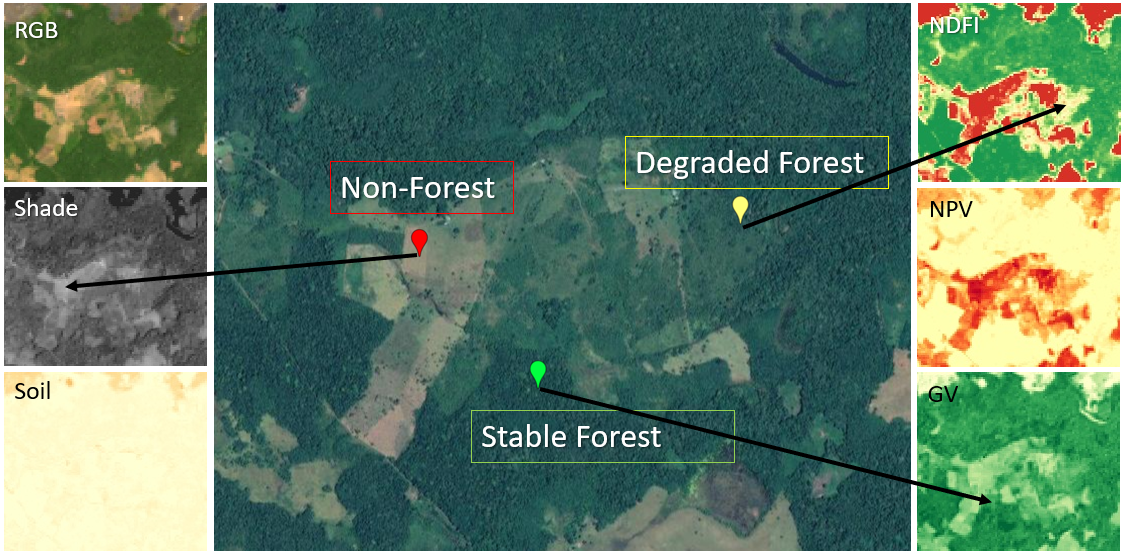 RGB
NDFI
Degraded Forest
Non-Forest
Shade
NPV
Soil
GV
Stable Forest